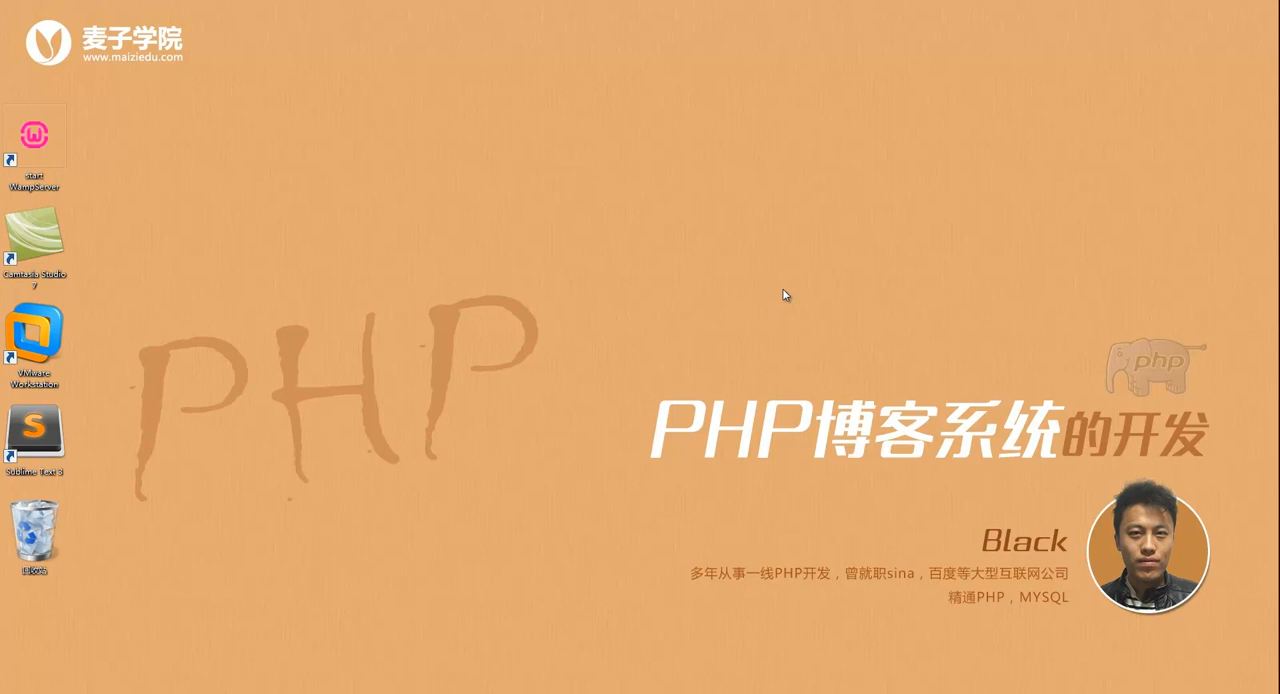 麦子学院
www.maiziedu.com
start
WampServer
Camtasia Studio
7
VMware
Workstation
S
Sublime Text 3
回收站
PHP
php
PHP博客系统的开发
Black
多年从事一线PHP开发，曾就职sina，百度等大型互联网公司
精通PHP，MYSQL